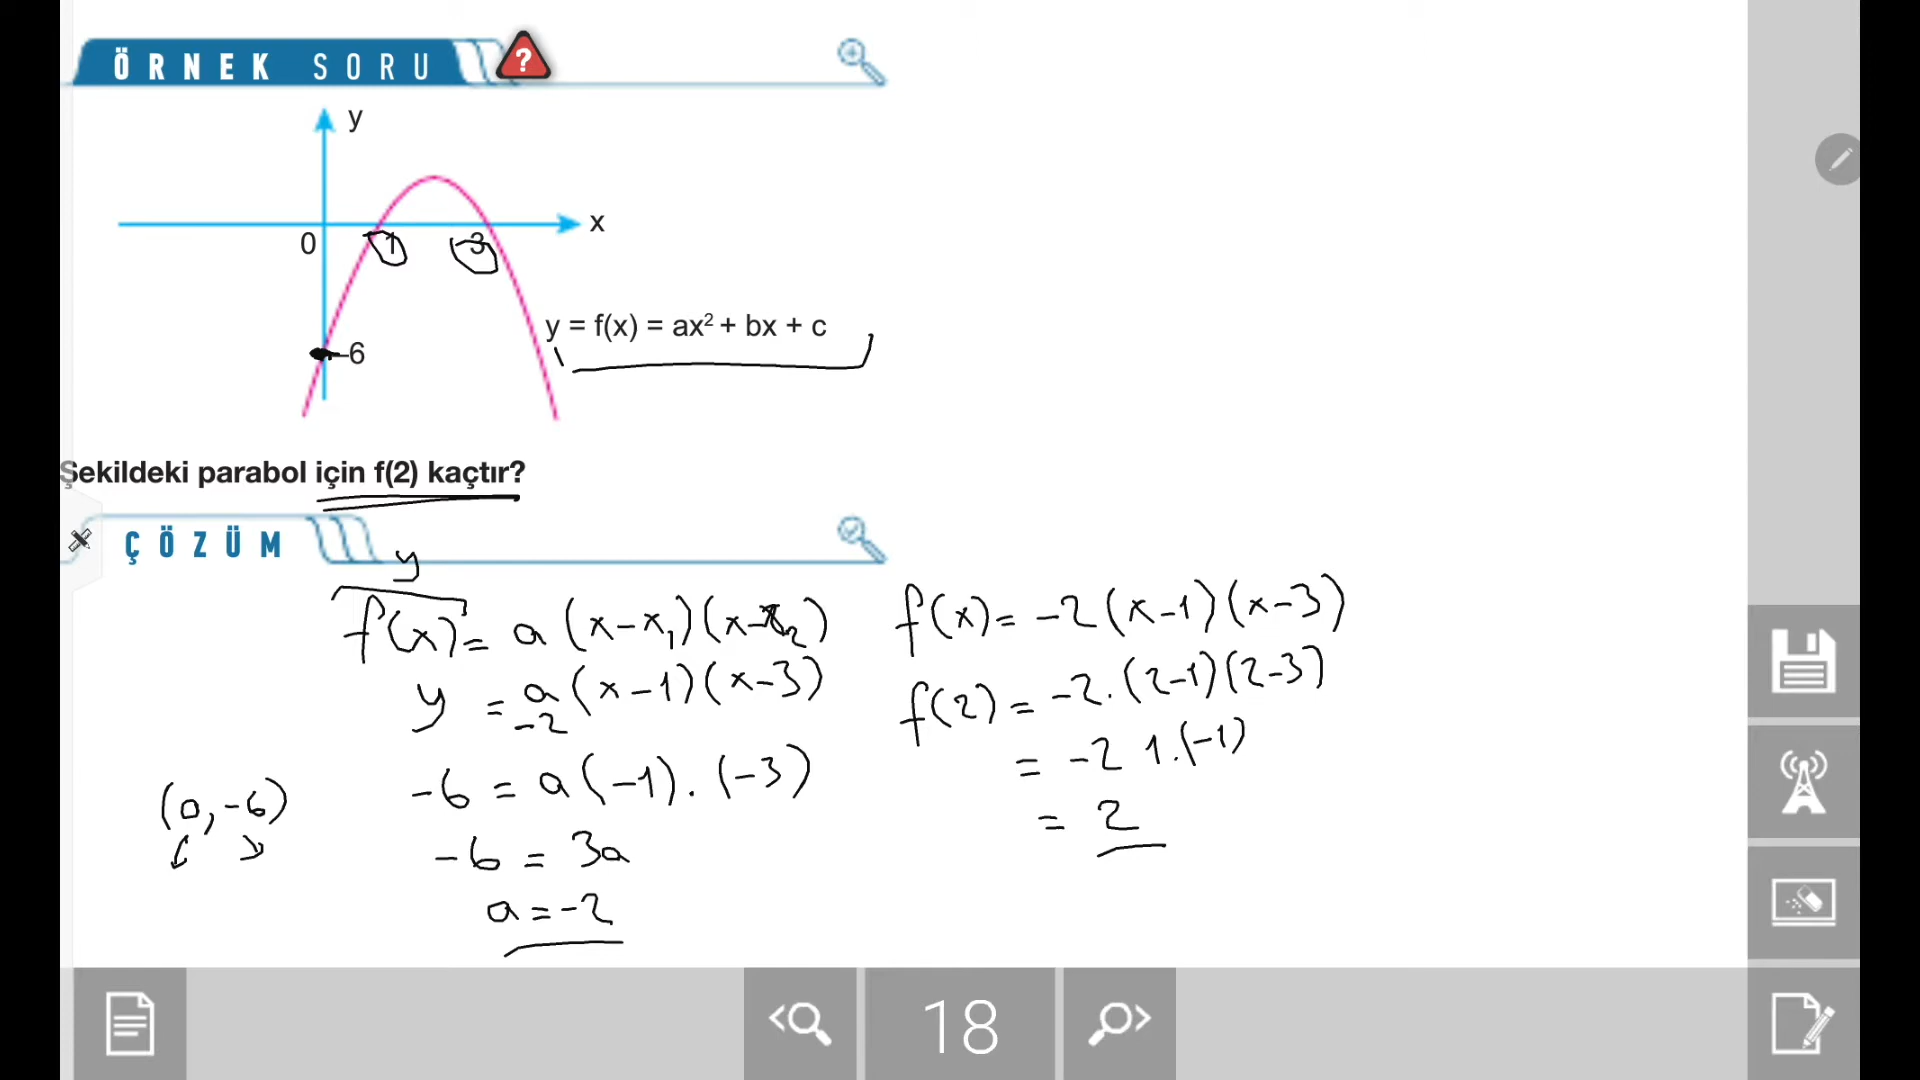 ÖRNEK SORU ?
y
x
0 1 3
y = f(x) = ax² + bx + c
-6
Şekildeki parabol için f(2) kaçtır?
ÇÖZÜM
y
f(x) = a (x-x₁)(x-x₂)
y = a (x-1)(x-3)
-2
-6 = a(-1).(-3)
(0, -6)
-6 = 3a
a = -2
f(x) = -2 (x-1)(x-3)
f(2) = -2.(2-1)(2-3)
= -2 1.(-1)
= 2
18